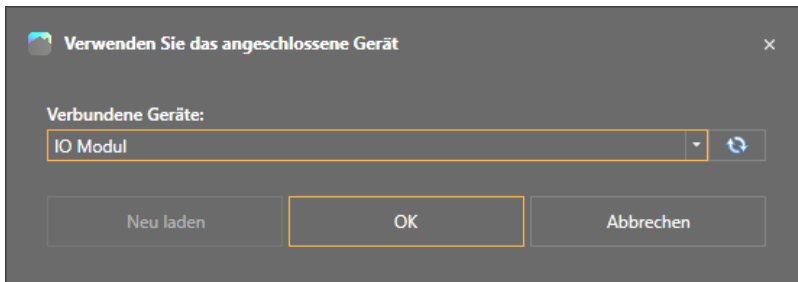 Verwenden Sie das angeschlossene Gerät
Verbundene Geräte:
IO Modul
Neu laden OK Abbrechen